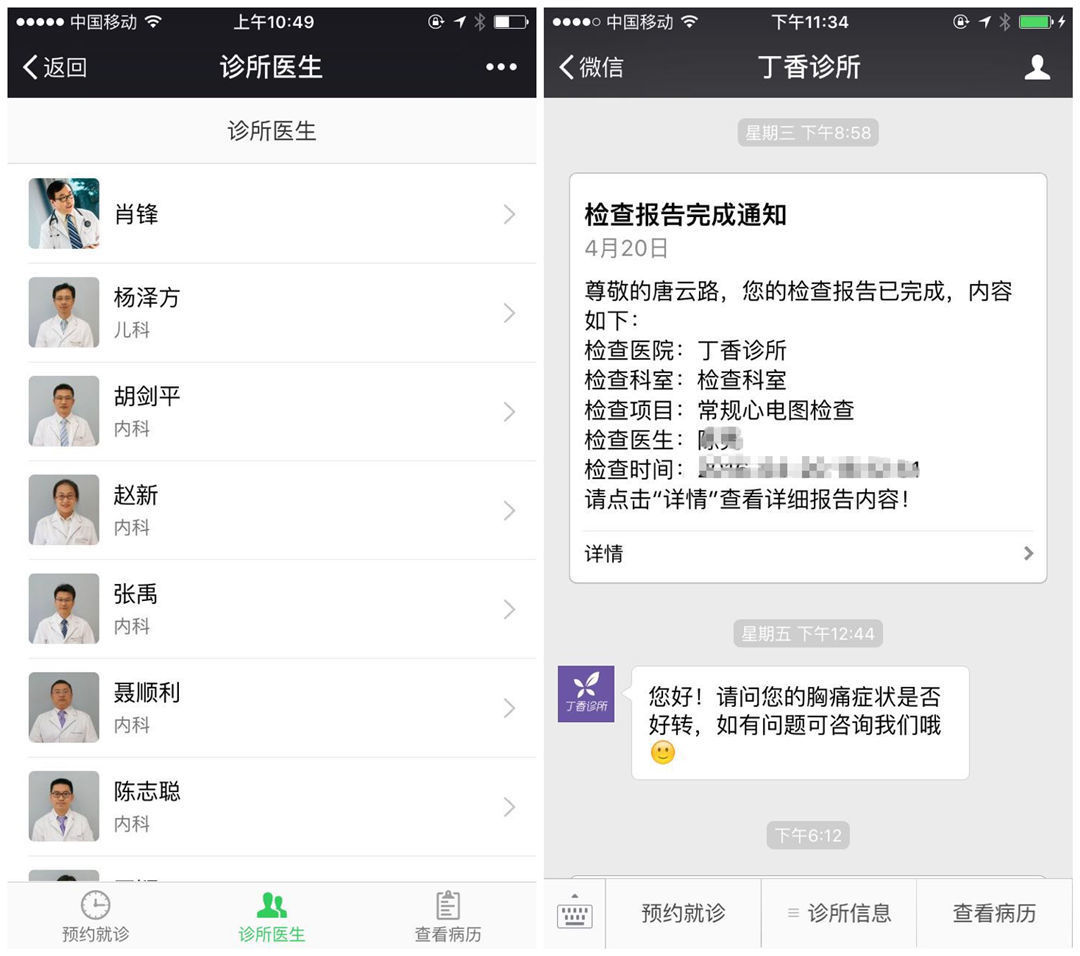 中国移动
上午10:49
返回
诊所医生
诊所医生
肖锋
杨泽方
儿科
胡剑平
内科
赵新
内科
张禹
内科
聂顺利
内科
陈志聪
内科
预约就诊
诊所医生
查看病历
中国移动
下午11:34
微信
丁香诊所
星期三 下午8:58
检查报告完成通知
4月20日
尊敬的唐云路，您的检查报告已完成，内容
如下：
检查医院：丁香诊所
检查科室：检查科室
检查项目：常规心电图检查
检查医生：
检查时间：
请点击“详情”查看详细报告内容！
详情
星期五 下午12:44
丁香诊所
您好！请问您的胸痛症状是否
好转，如有问题可咨询我们哦
下午6:12
预约就诊
诊所信息
查看病历